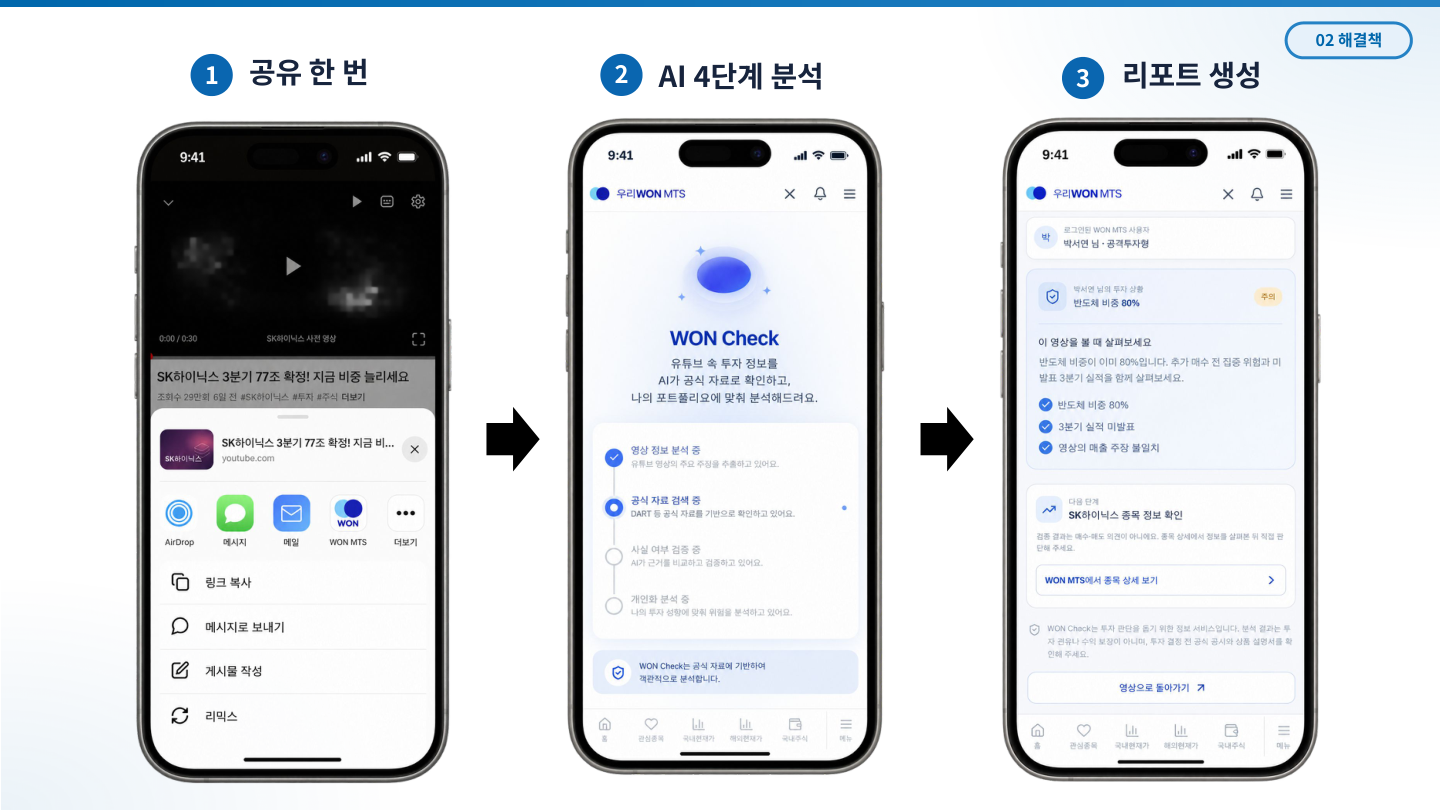 02 해결책
1 공유 한 번
2 AI 4단계 분석
3 리포트 생성
9:41
0:00 / 0:30
SK하이닉스 사전 영상
SK하이닉스 3분기 77조 확정! 지금 비중 늘리세요
조회수 29만회 6일 전 #SK하이닉스 #투자 #주식 더보기
SK하이닉스
SK하이닉스 3분기 77조 확정! 지금 비...
youtube.com
WON
AirDrop
메시지
메일
WON MTS
더보기
링크 복사
메시지로 보내기
게시물 작성
리믹스
9:41
우리WON MTS
WON Check
유튜브 속 투자 정보를
AI가 공식 자료로 확인하고,
나의 포트폴리오에 맞춰 분석해드려요.
영상 정보 분석 중
유튜브 영상의 주요 주장을 추출하고 있어요.
공식 자료 검색 중
DART 등 공식 자료를 기반으로 확인하고 있어요.
사실 여부 검증 중
AI가 근거를 비교하고 검증하고 있어요.
개인화 분석 중
나의 투자 성향에 맞춰 위험을 분석하고 있어요.
WON Check는 공식 자료에 기반하여
객관적으로 분석합니다.
홈
관심종목
국내현재가
해외현재가
국내주식
메뉴
9:41
우리WON MTS
박
로그인된 WON MTS 사용자
박서연 님 · 공격투자형
박서연 님의 투자 상황
반도체 비중 80%
주의
이 영상을 볼 때 살펴보세요
반도체 비중이 이미 80%입니다. 추가 매수 전 집중 위험과 미
발표 3분기 실적을 함께 살펴보세요.
반도체 비중 80%
3분기 실적 미발표
영상의 매출 주장 불일치
다음 단계
SK하이닉스 종목 정보 확인
검증 결과는 매수·매도 의견이 아니에요. 종목 상세에서 정보를 살펴본 뒤 직접 판
단해 주세요.
WON MTS에서 종목 상세 보기
WON Check는 투자 판단을 돕기 위한 정보 서비스입니다. 분석 결과는 투
자 권유나 수익 보장이 아니며, 투자 결정 전 공식 공시와 상품 설명서를 확
인해 주세요.
영상으로 돌아가기
홈
관심종목
국내현재가
해외현재가
국내주식
메뉴